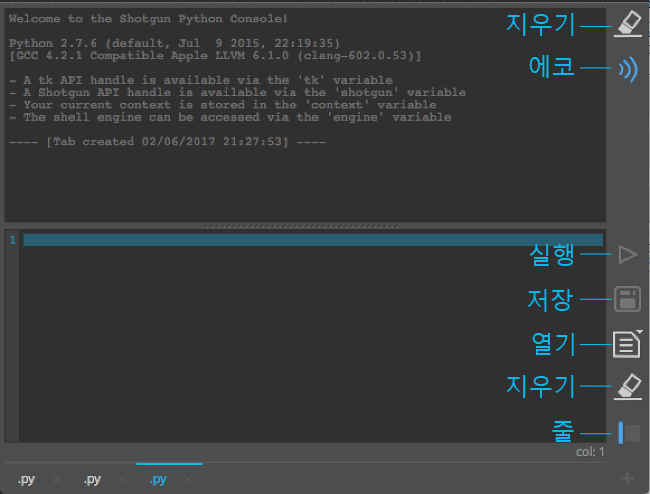 Welcome to the Shotgun Python Console!
Python 2.7.6 (default, Jul  9 2015, 22:19:35)
[GCC 4.2.1 Compatible Apple LLVM 6.1.0 (clang-602.0.53)]
- A tk API handle is available via the 'tk' variable
- A Shotgun API handle is available via the 'shotgun' variable
- Your current context is stored in the 'context' variable
- The shell engine can be accessed via the 'engine' variable
---- [Tab created 02/06/2017 21:27:53] ----
지우기
에코
1
실행
저장
열기
지우기
줄
col: 1
.py x .py x .py x +